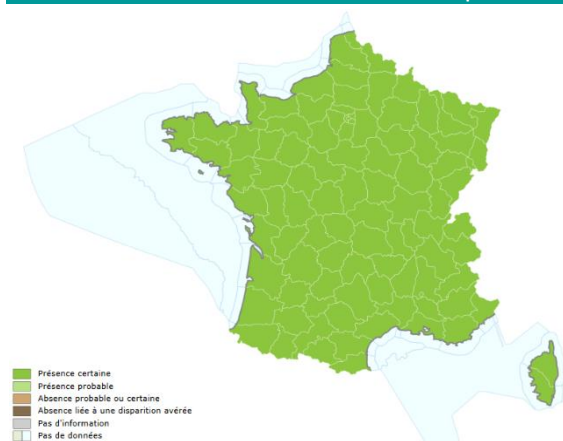 Présence certaine
Présence probable
Absence probable ou certaine
Absence liée à une disparition avérée
Pas d'information
Pas de données